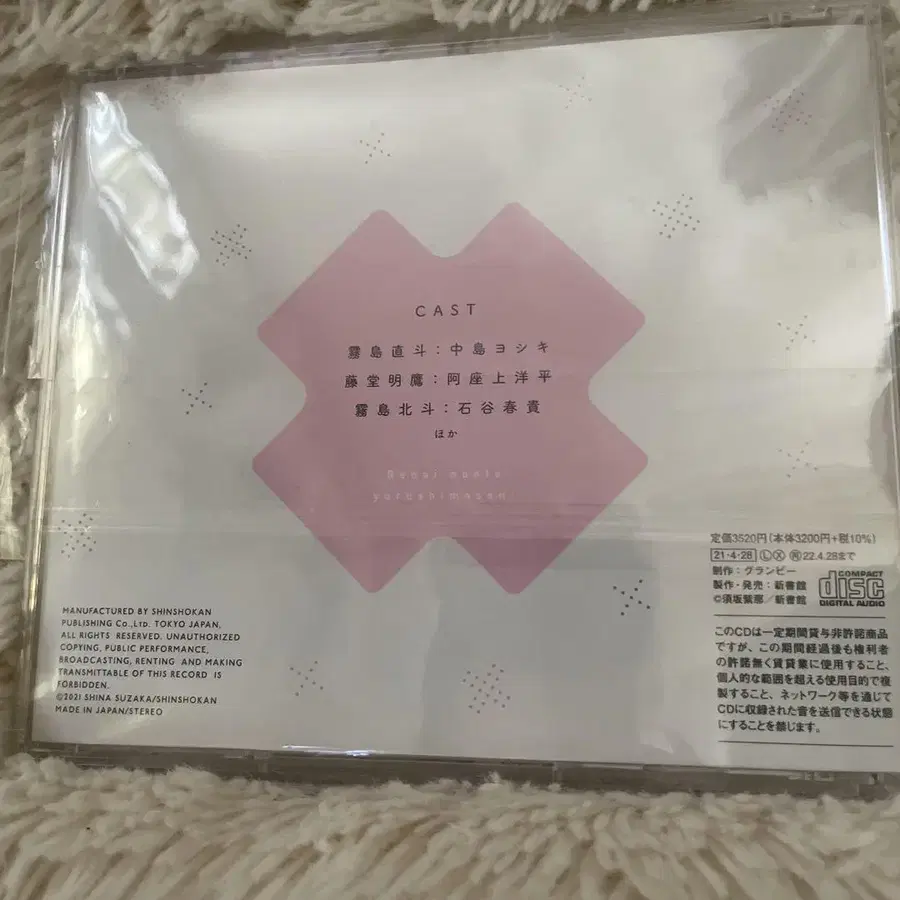 CAST
霧島直斗:中島ヨシキ
藤堂明鷹:阿座上洋平
霧島北斗:石谷春貴
ほか
Renai nante
yurushimasen
定価3520円(本体3200円+税10%)
21・4・28 Ⓛ Ⓧ 22.4.28まで
制作:グランビー
製作・発売:新書館
©須坂紫那/新書館
COMPACT
disc
DIGITAL AUDIO
MANUFACTURED BY SHINSHOKAN
PUBLISHING Co.,Ltd. TOKYO JAPAN,
ALL RIGHTS RESERVED. UNAUTHORIZED
COPYING, PUBLIC PERFORMANCE,
BROADCASTING, RENTING AND MAKING
TRANSMITTABLE OF THIS RECORD IS
FORBIDDEN.
©2021 SHINA SUZAKA/SHINSHOKAN
MADE IN JAPAN/STEREO
このCDは一定期間貸与非許諾商品
ですが、この期間経過後も権利者
の許諾無く賃貸業に使用すること、
個人的な範囲を超える使用目的で複
製すること、ネットワーク等を通じて
CDに収録された音を送信できる状態
にすることを禁じます。